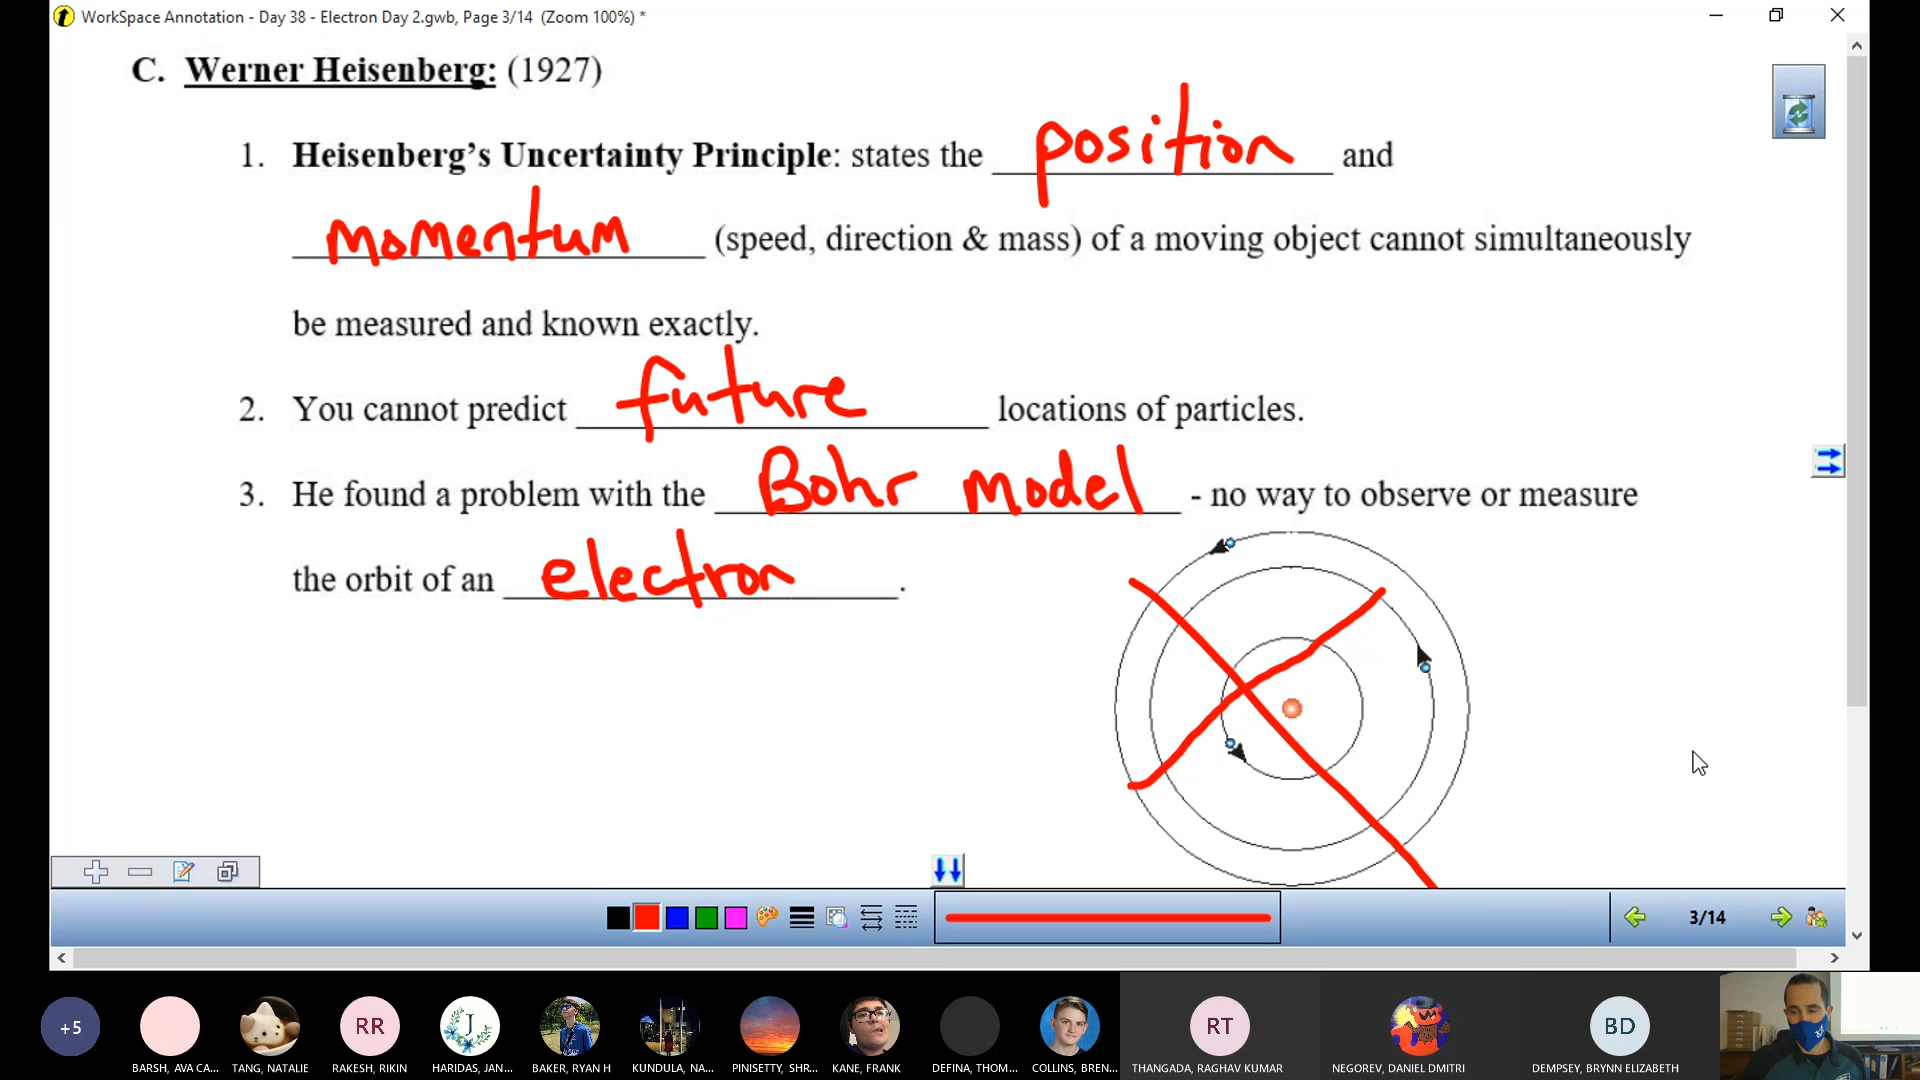 WorkSpace Annotation - Day 38 - Electron Day 2.gwb, Page 3/14 (Zoom 100%) *
C. Werner Heisenberg: (1927)
1. Heisenberg's Uncertainty Principle: states the position and
momentum (speed, direction & mass) of a moving object cannot simultaneously
be measured and known exactly.
2. You cannot predict future locations of particles.
3. He found a problem with the Bohr model - no way to observe or measure
the orbit of an electron.
3/14
+5 RR J RT BD
BARSH, AVA CA... TANG, NATALIE RAKESH, RIKIN HARIDAS, JAN... BAKER, RYAN H KUNDULA, NA... PINISETTY, SHR... KANE, FRANK DEFINA, THOM... COLLINS, BREN... THANGADA, RAGHAV KUMAR NEGOREV, DANIEL DMITRI DEMPSEY, BRYNN ELIZABETH